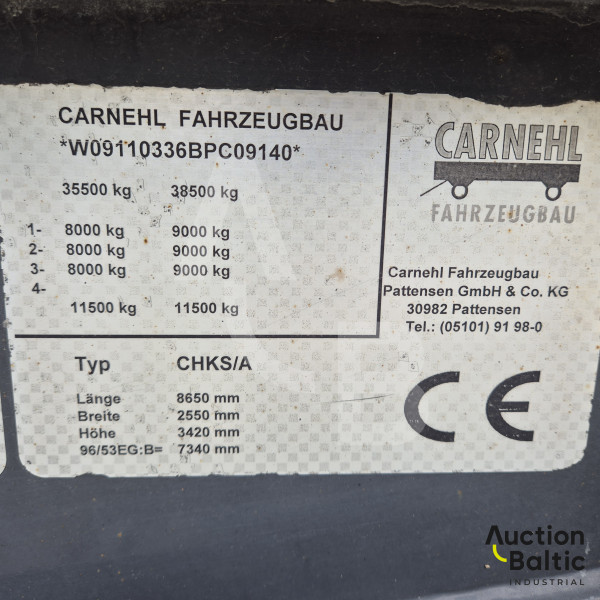 CARNEHL FAHRZEUGBAU
*W09110336BPC09140*
35500 kg 38500 kg
1- 8000 kg 9000 kg
2- 8000 kg 9000 kg
3- 8000 kg 9000 kg
4-
11500 kg 11500 kg
Typ CHKS/A
Länge 8650 mm
Breite 2550 mm
Höhe 3420 mm
96/53EG:B= 7340 mm
CARNEHL
FAHRZEUGBAU
Carnehl Fahrzeugbau
Pattensen GmbH & Co. KG
30982 Pattensen
Tel.: (05101) 91 98-0
CE
Auction
Baltic
INDUSTRIAL